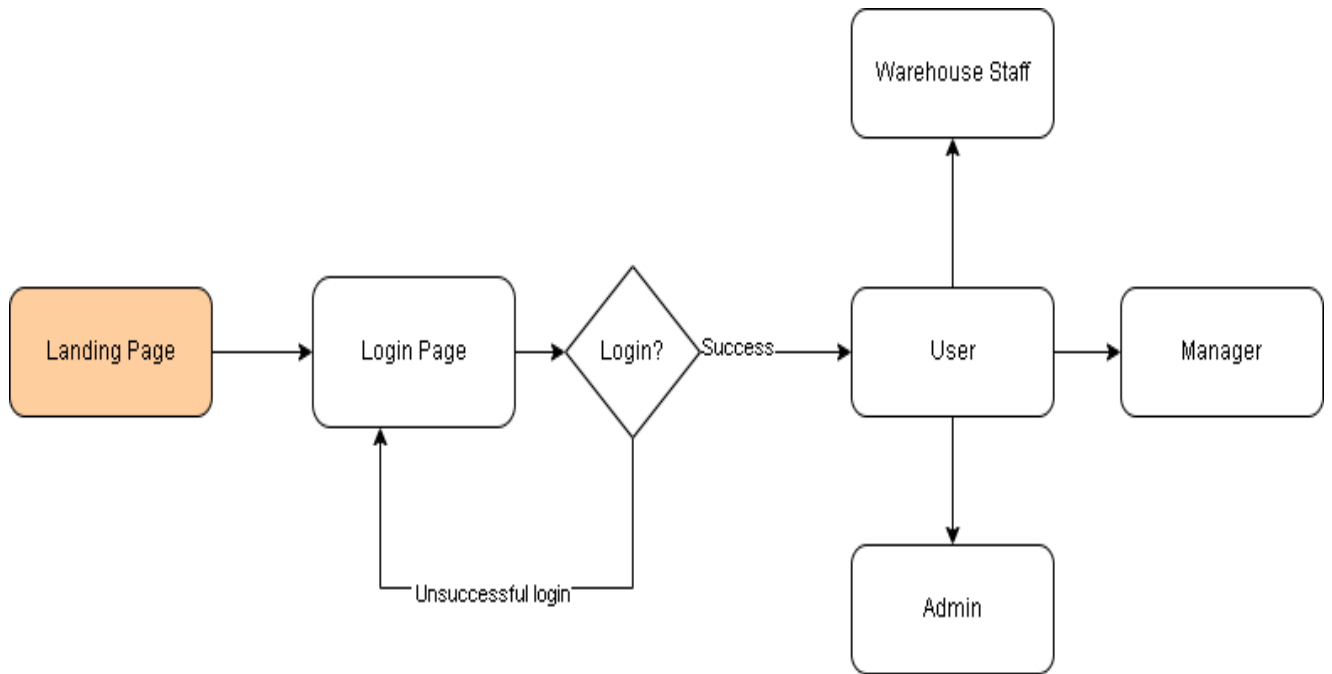 Warehouse Staff
Landing Page
Login Page
Login?
Success
User
Manager
Unsuccessful login
Admin